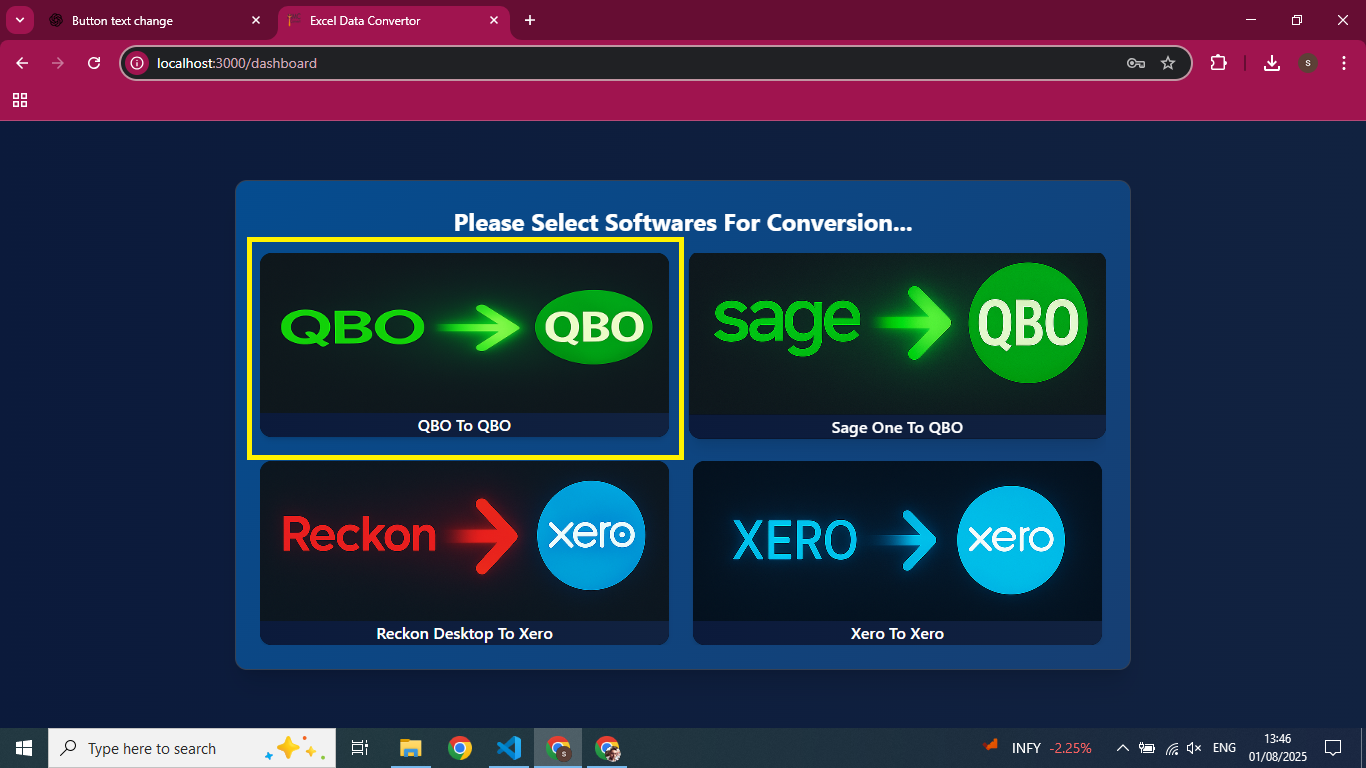 Button text change
Excel Data Convertor
localhost:3000/dashboard
s
Please Select Softwares For Conversion...
QBO QBO
QBO To QBO
sage QBO
Sage One To QBO
Reckon xero
Reckon Desktop To Xero
XERO xero
Xero To Xero
Type here to search
s
INFY -2.25%
ENG
13:46
01/08/2025